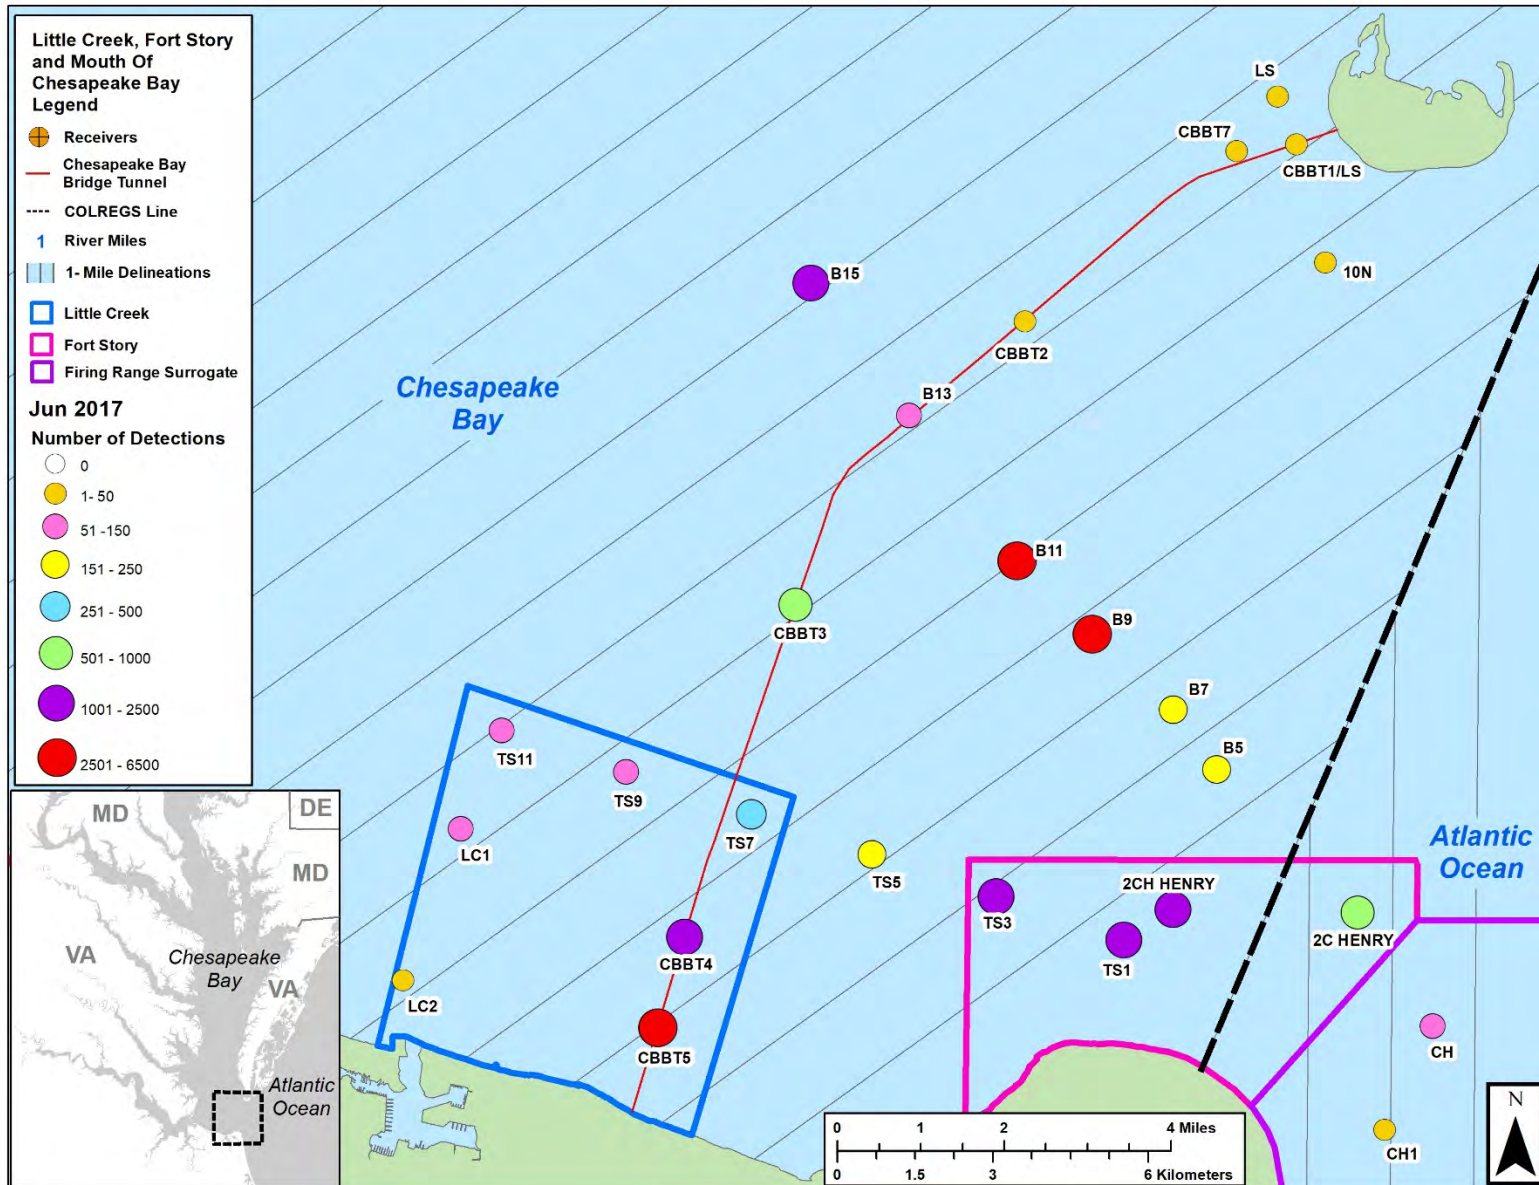 Little Creek, Fort Story
and Mouth Of
Chesapeake Bay
Legend
Receivers
Chesapeake Bay
Bridge Tunnel
COLREGS Line
1 River Miles
1- Mile Delineations
Little Creek
Fort Story
Firing Range Surrogate
Jun 2017
Number of Detections
0
1- 50
51 -150
151 - 250
251 - 500
501 - 1000
1001 - 2500
2501 - 6500
MD
DE
MD
VA
Chesapeake
Bay
VA
Atlantic
Ocean
LS
CBBT7
CBBT1/LS
10N
B15
CBBT2
Chesapeake
Bay
B13
B11
CBBT3
B9
B7
TS11
B5
TS9
TS7
LC1
TS5
Atlantic
Ocean
2CH HENRY
TS3
2C HENRY
CBBT4
TS1
LC2
CH
CBBT5
CH1
0 1 2 4 Miles
0 1.5 3 6 Kilometers
N